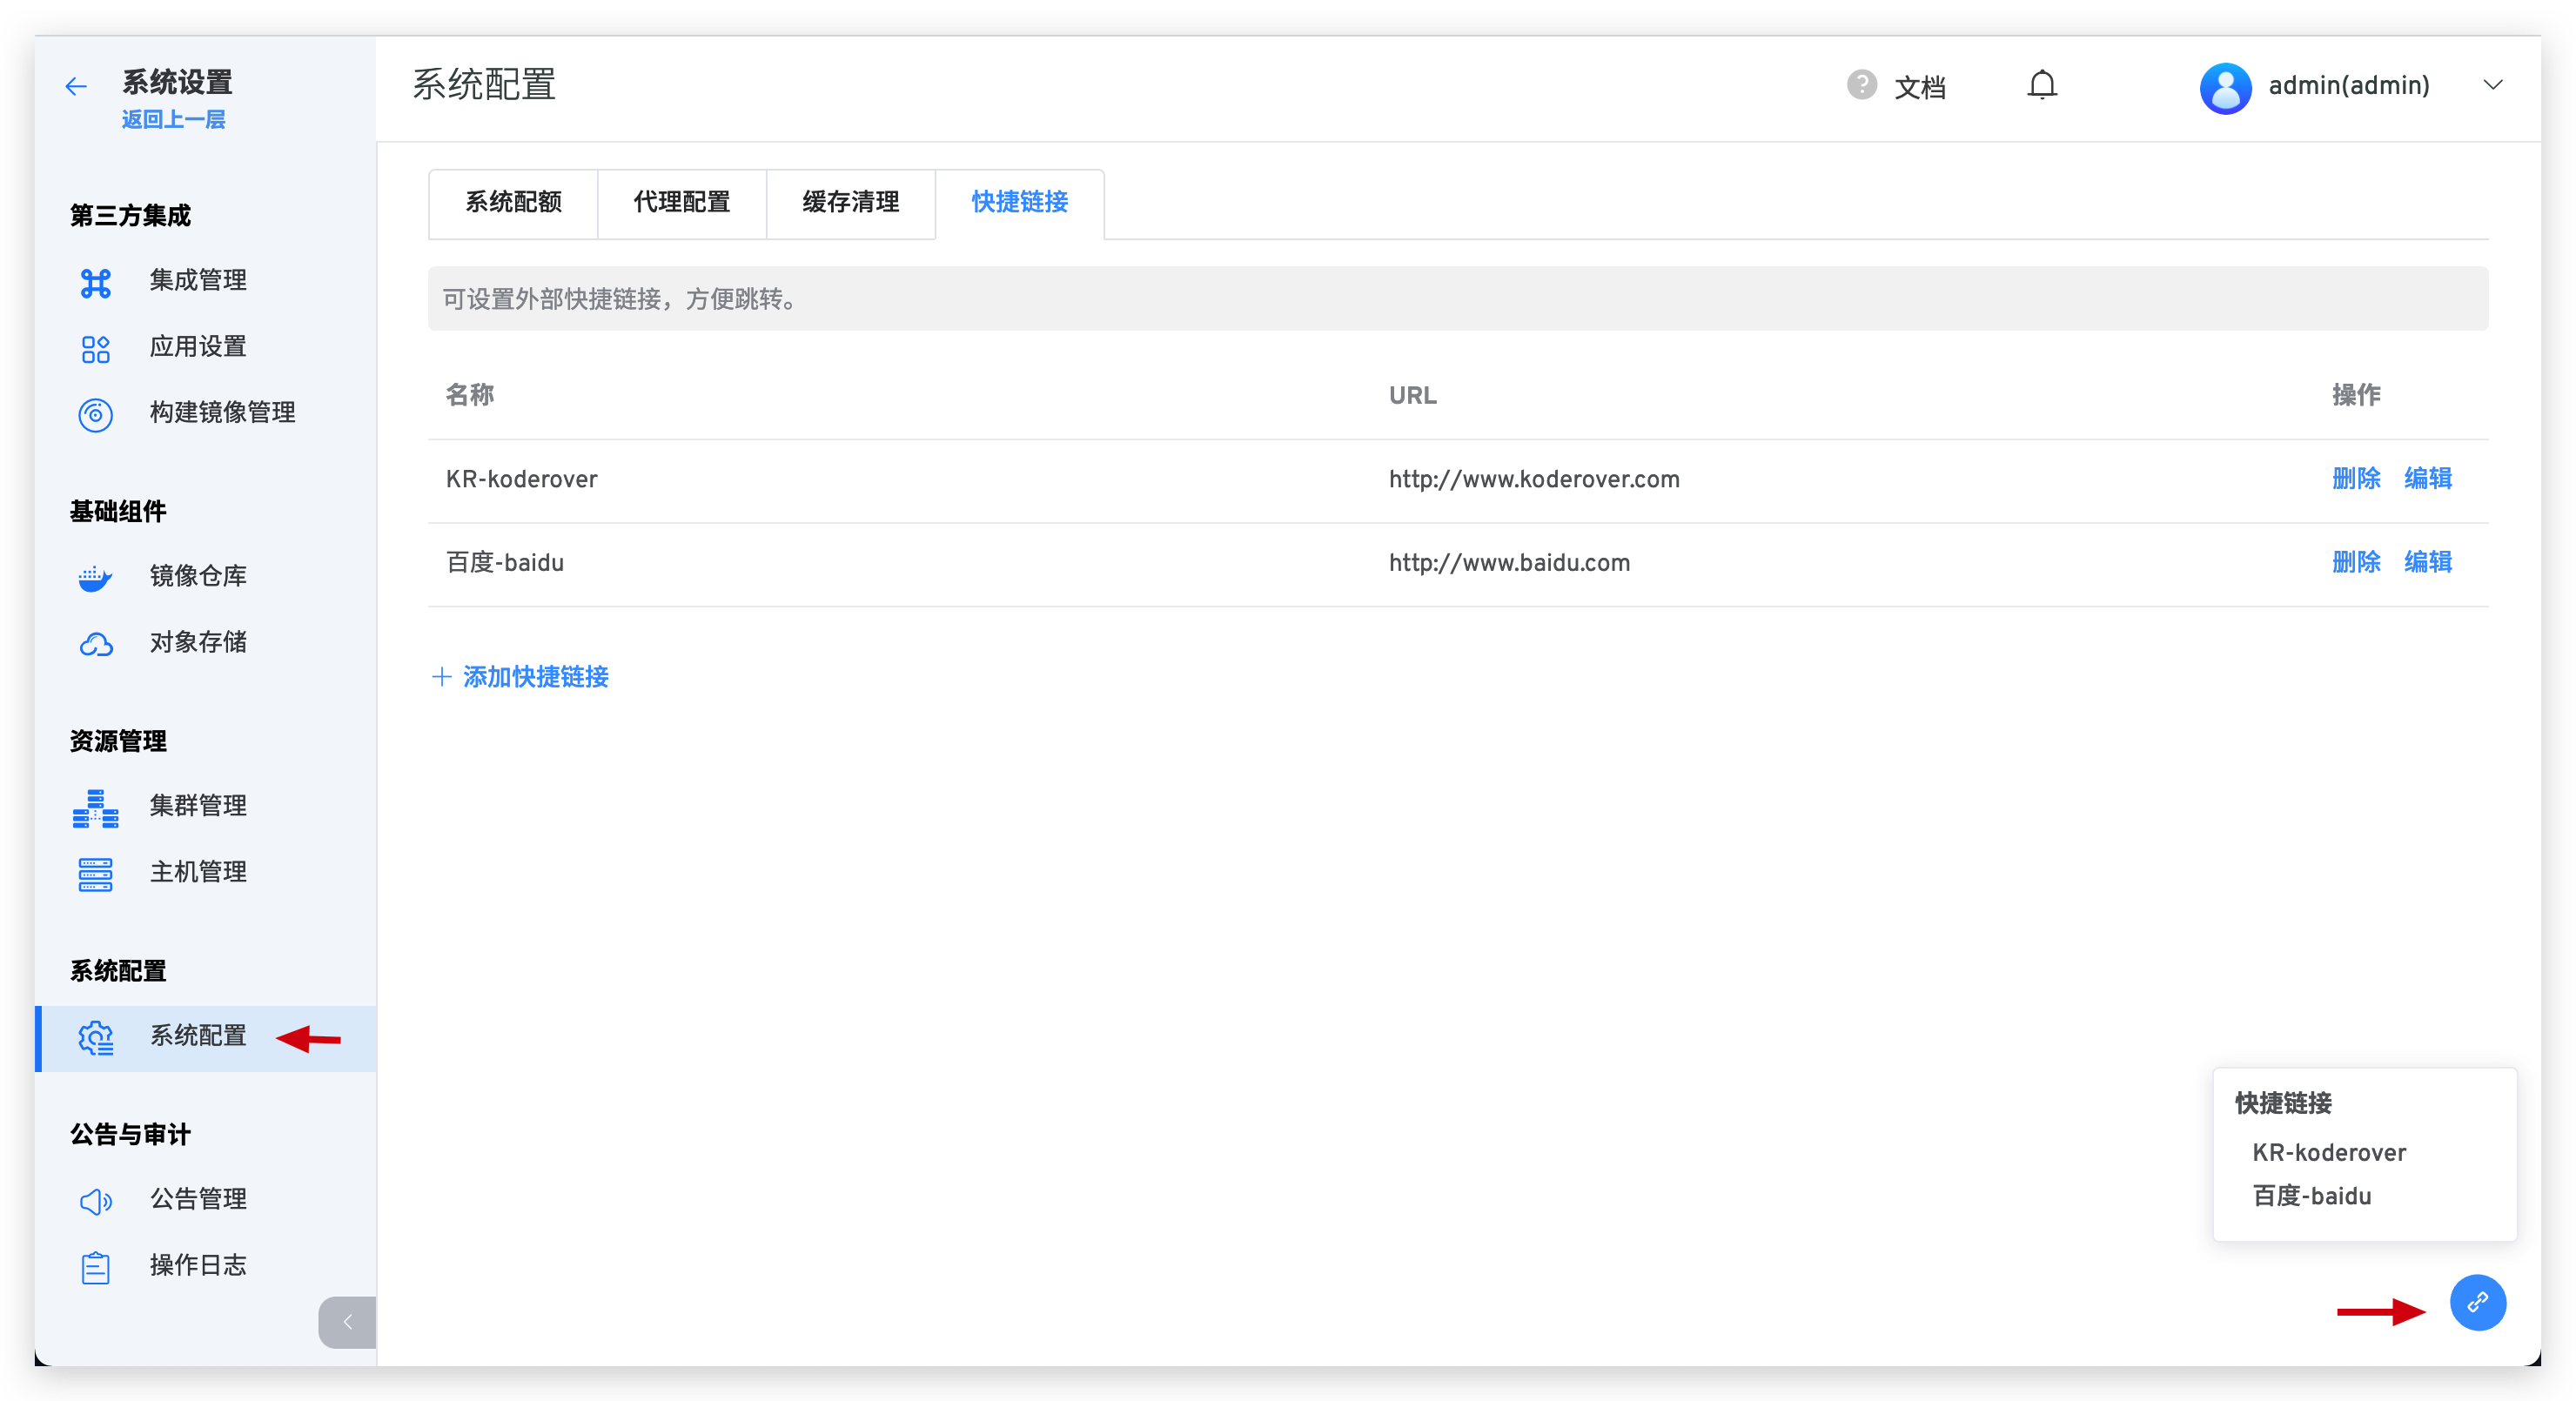 系统设置
返回上一层
第三方集成
集成管理
应用设置
构建镜像管理
基础组件
镜像仓库
对象存储
资源管理
集群管理
主机管理
系统配置
系统配置
公告与审计
公告管理
操作日志
系统配置
? 文档
admin(admin)
系统配额 代理配置 缓存清理 快捷链接
可设置外部快捷链接，方便跳转。
名称 URL 操作
KR-koderover http://www.koderover.com 删除 编辑
百度-baidu http://www.baidu.com 删除 编辑
添加快捷链接
快捷链接
KR-koderover
百度-baidu